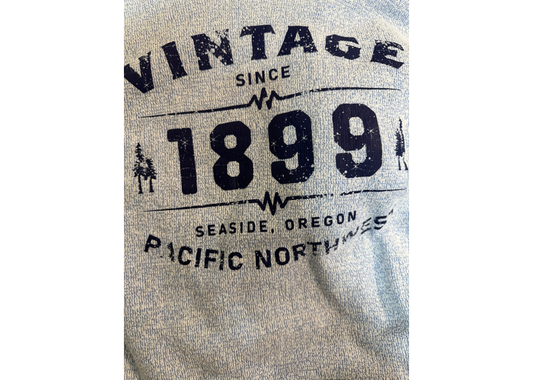 VINTAGE
SINCE
1899
SEASIDE, OREGON
PACIFIC NORTHWEST